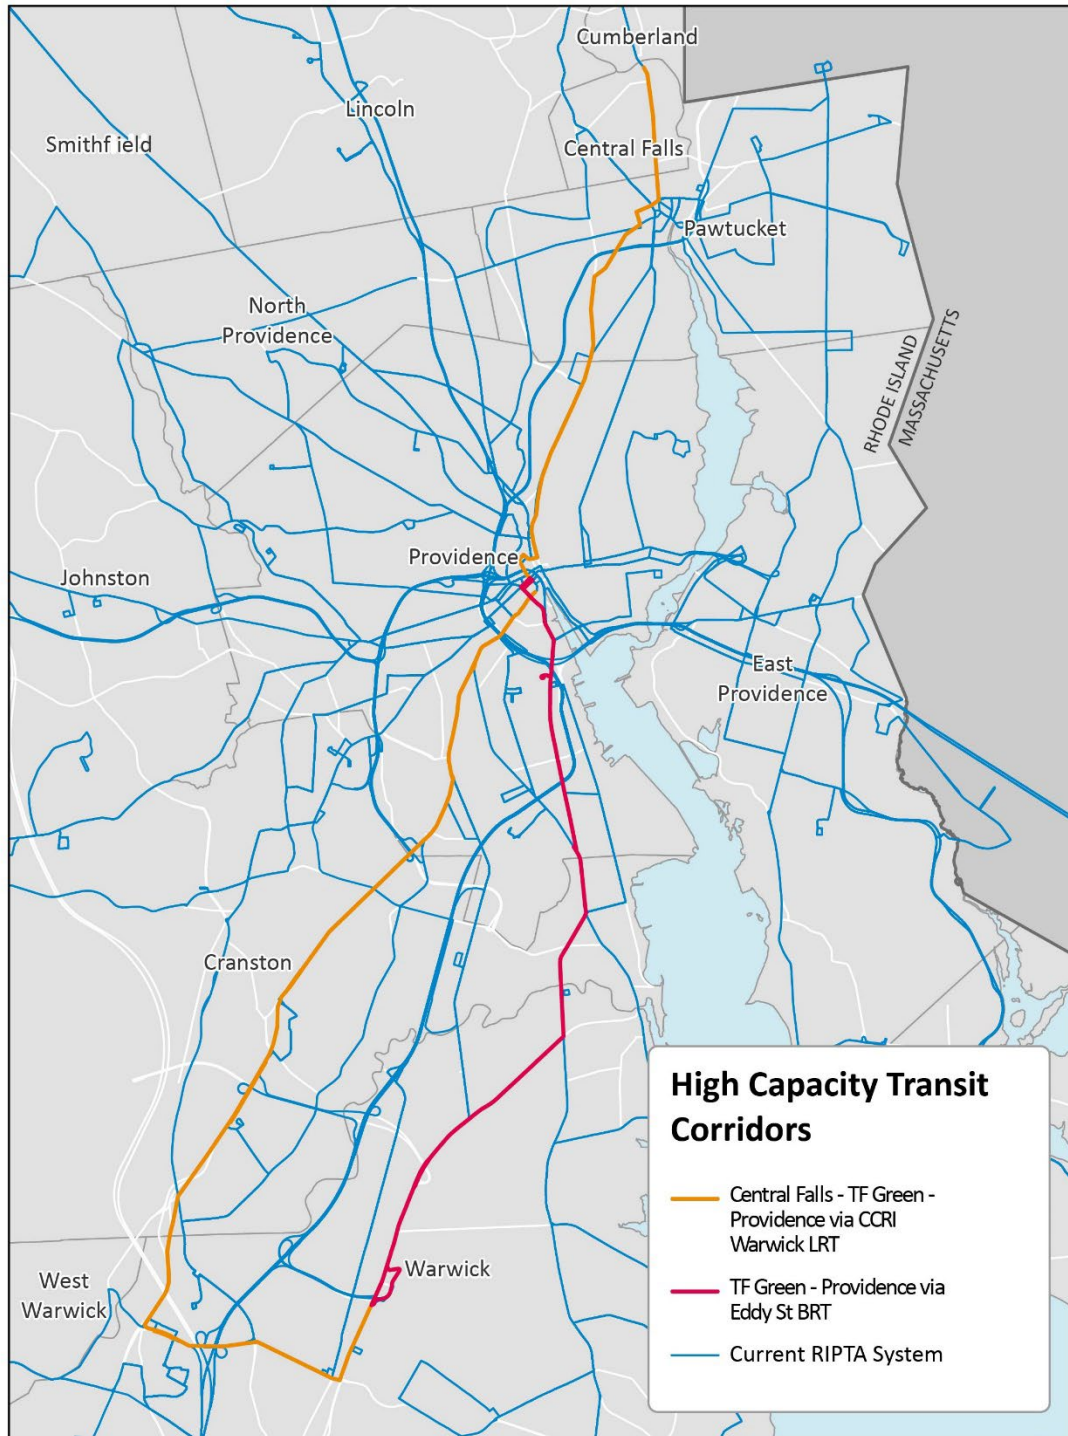 Cumberland
Lincoln
Smithf ield
Central Falls
Pawtucket
North
Providence
RHODE ISLAND
MASSACHUSETTS
Providence
Johnston
East
Providence
Cranston
West
Warwick
Warwick
High Capacity Transit
Corridors
Central Falls - TF Green -
Providence via CCRI
Warwick LRT
TF Green - Providence via
Eddy St BRT
Current RIPTA System